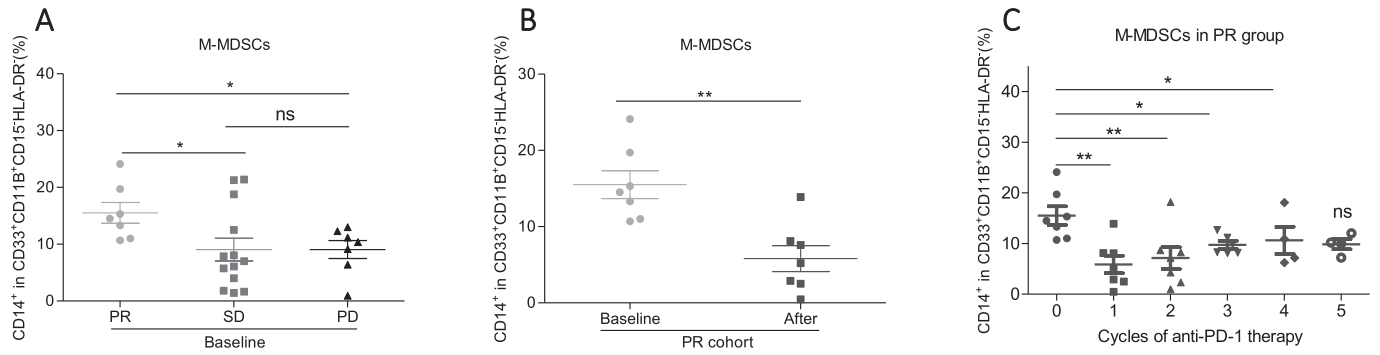 A
M-MDSCs
CD14⁺ in CD33⁺CD11B⁺CD15⁻HLA-DR⁻(%)
40
30
20
10
0
*
ns
*
PR SD PD
Baseline
B
M-MDSCs
CD14⁺ in CD33⁺CD11B⁺CD15⁻HLA-DR⁻(%)
30
20
10
0
**
Baseline After
PR cohort
C
M-MDSCs in PR group
CD14⁺ in CD33⁺CD11B⁺CD15⁻HLA-DR⁻(%)
40
30
20
10
0
*
*
**
**
ns
0 1 2 3 4 5
Cycles of anti-PD-1 therapy